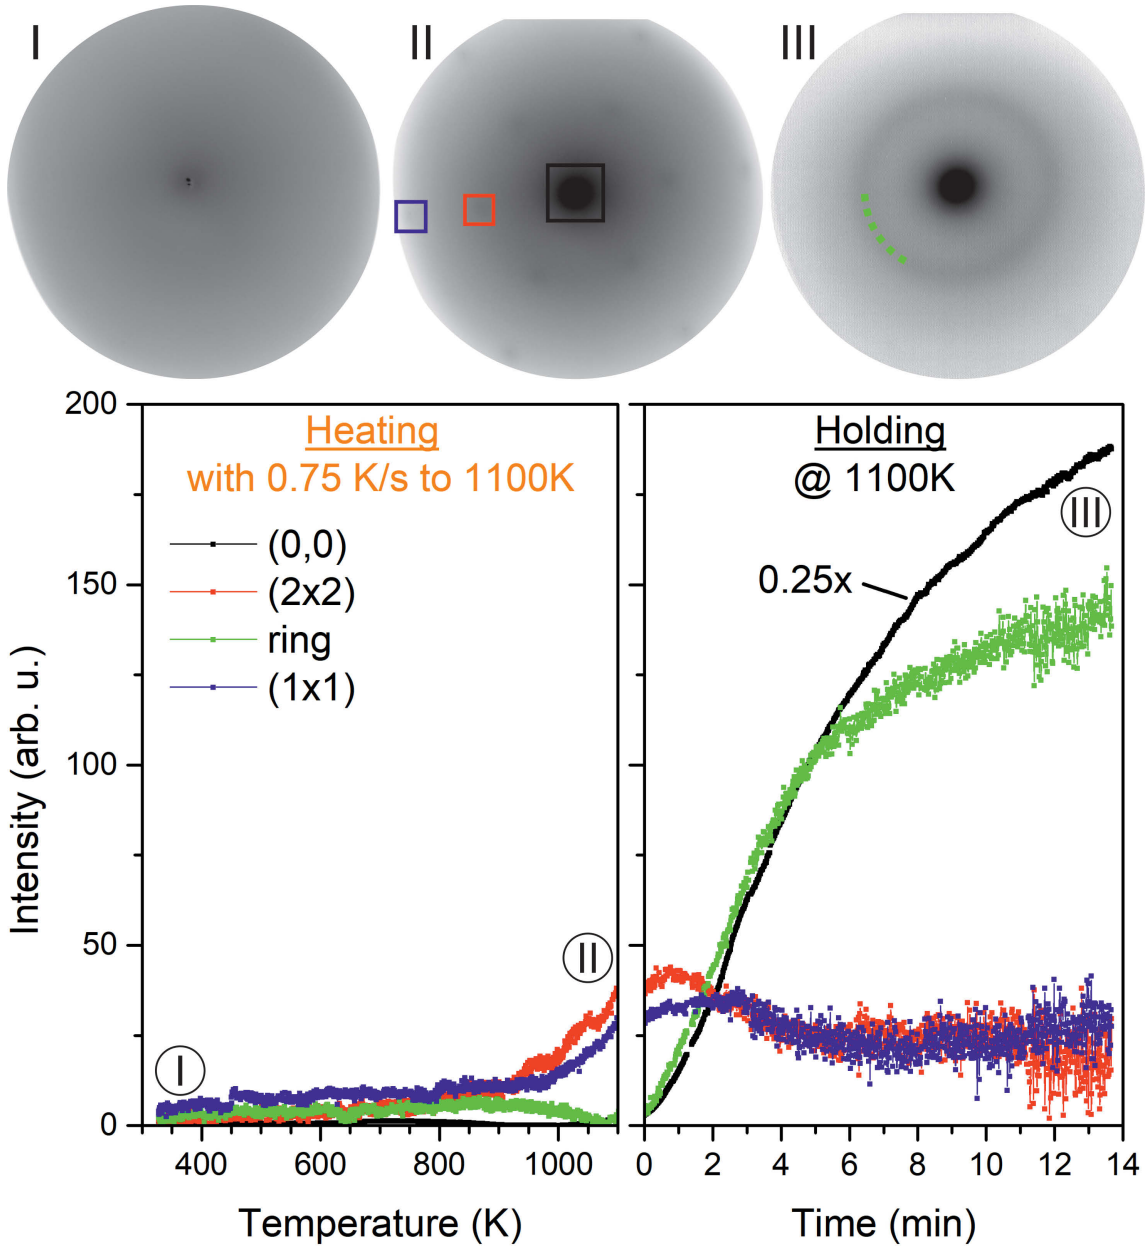 I
II
III
200
150
100
50
0
Intensity (arb. u.)
Heating
with 0.75 K/s to 1100K
(0,0)
(2x2)
ring
(1x1)
I
II
400
600
800
1000
Temperature (K)
Holding
@ 1100K
0.25x
III
0
2
4
6
8
10
12
14
Time (min)